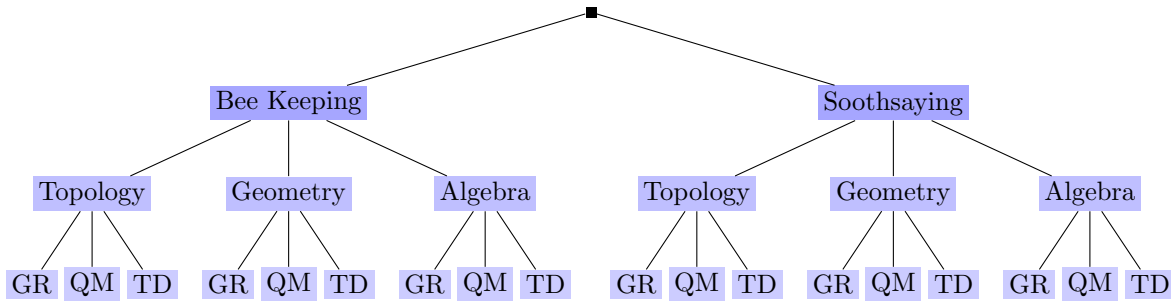 Bee Keeping Soothsaying
Topology Geometry Algebra Topology Geometry Algebra
GR QM TD GR QM TD GR QM TD GR QM TD GR QM TD GR QM TD